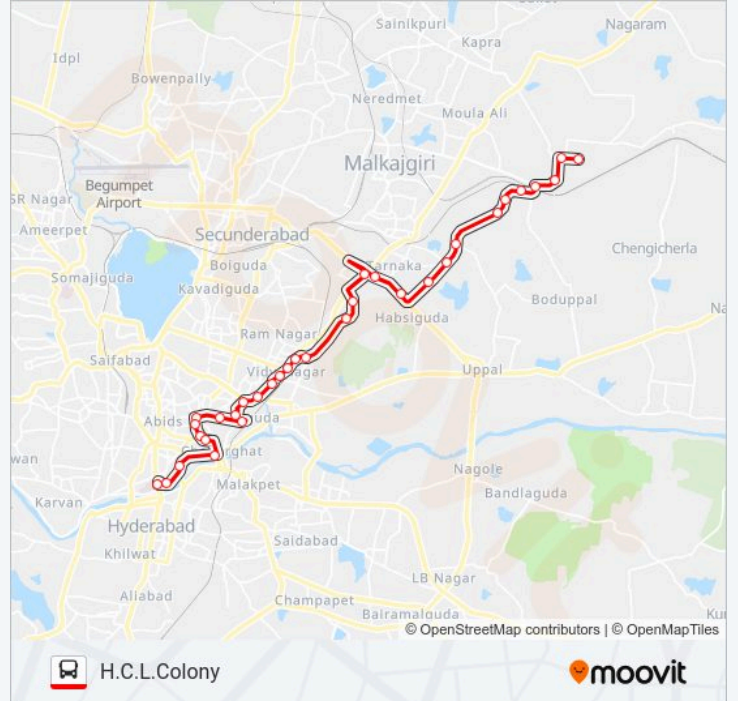 Sainikpuri
Nagaram
Idpl
Kapra
Bowenpally
Neredmet
Moula Ali
Malkajgiri
Begumpet
Airport
SR Nagar
Ameerpet
Secunderabad
Chengicherla
Tarnaka
Boiguda
Somajiguda
Kavadiguda
Boduppal
Na
Habsiguda
Ram Nagar
Saifabad
Uppal
Abids
Nagole
Malakpet
Bandlaguda
Karvan
Hyderabad
Saidabad
Khilwat
LB Nagar
Aliabad
Champapet
Bairamalguda
Kur
© OpenStreetMap contributors | © OpenMapTiles
H.C.L.Colony
moovit